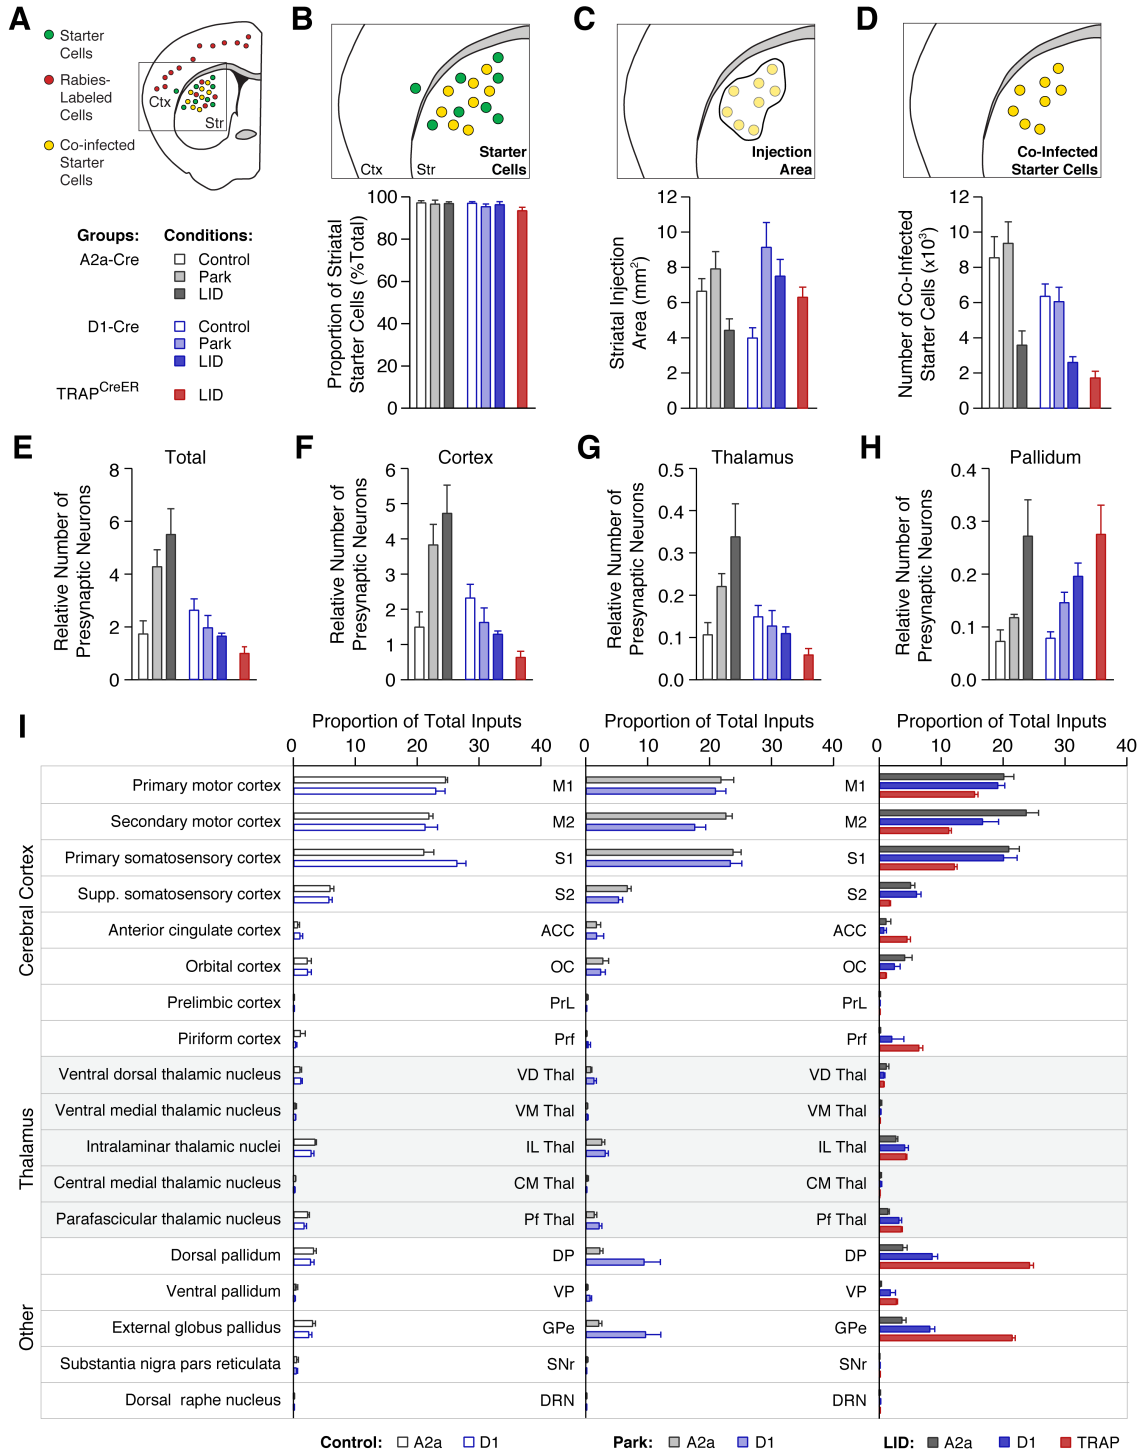 A
Starter
Cells
Rabies-
Labeled
Cells
Co-infected
Starter
Cells
Ctx
Str
Groups:
Conditions:
A2a-Cre
Control
Park
LID
D1-Cre
Control
Park
LID
TRAPCreER
LID
B
Ctx
Str
Starter
Cells
Proportion of Striatal
Starter Cells (%Total)
100
80
60
40
20
0
C
Injection
Area
Striatal Injection
Area (mm2)
12
10
8
6
4
2
0
D
Co-Infected
Starter Cells
Number of Co-Infected
Starter Cells (x10³)
12
10
8
6
4
2
0
E
Total
Relative Number of
Presynaptic Neurons
8
6
4
2
0
F
Cortex
Relative Number of
Presynaptic Neurons
6
5
4
3
2
1
0
G
Thalamus
Relative Number of
Presynaptic Neurons
0.5
0.4
0.3
0.2
0.1
0.0
H
Pallidum
Relative Number of
Presynaptic Neurons
0.4
0.3
0.2
0.1
0.0
I
Proportion of Total Inputs Proportion of Total Inputs Proportion of Total Inputs
0 10 20 30 40 0 10 20 30 40 0 10 20 30 40
Cerebral Cortex
Primary motor cortex M1 M1
Secondary motor cortex M2 M2
Primary somatosensory cortex S1 S1
Supp. somatosensory cortex S2 S2
Anterior cingulate cortex ACC ACC
Orbital cortex OC OC
Prelimbic cortex PrL PrL
Piriform cortex Prf Prf
Thalamus
Ventral dorsal thalamic nucleus VD Thal VD Thal
Ventral medial thalamic nucleus VM Thal VM Thal
Intralaminar thalamic nuclei IL Thal IL Thal
Central medial thalamic nucleus CM Thal CM Thal
Parafascicular thalamic nucleus Pf Thal Pf Thal
Other
Dorsal pallidum DP DP
Ventral pallidum VP VP
External globus pallidus GPe GPe
Substantia nigra pars reticulata SNr SNr
Dorsal raphe nucleus DRN DRN
Control: A2a D1 Park: A2a D1 LID: A2a D1 TRAP